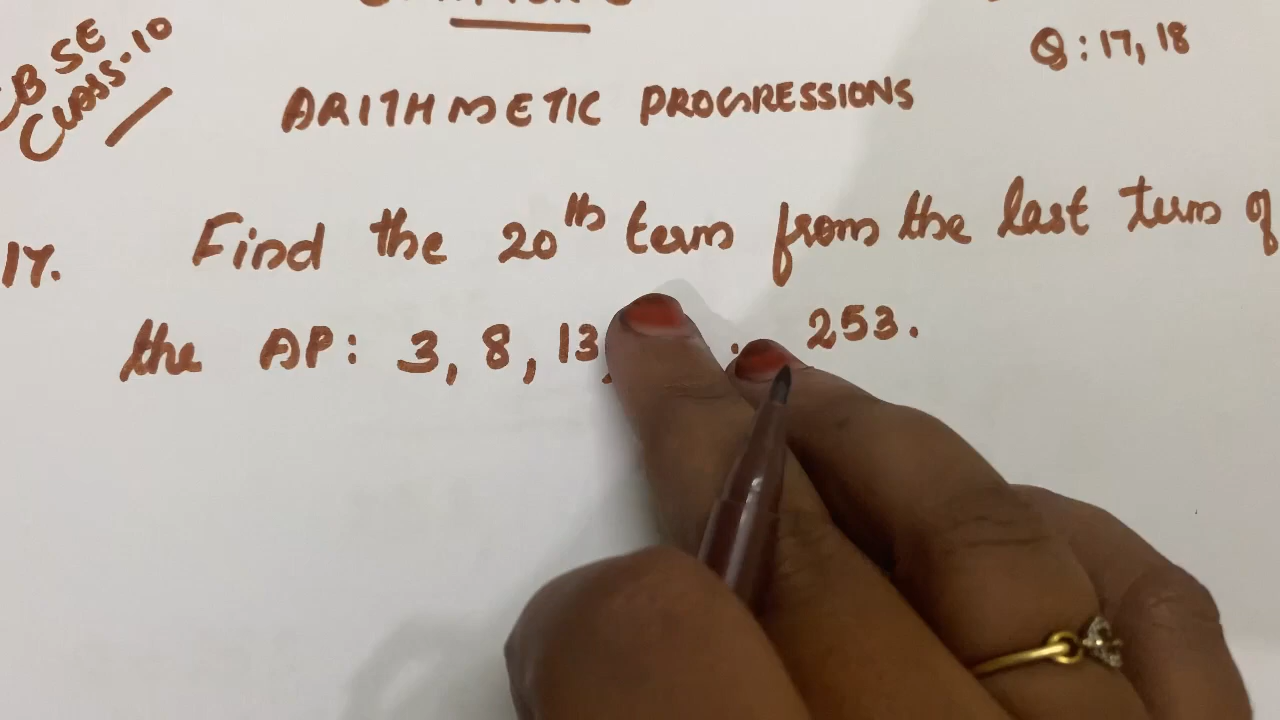 CBSE
CLASS-10
Q: 17, 18
ARITHMETIC PROGRESSIONS
17. Find the 20th term from the last term of
the AP: 3, 8, 13, . 253.